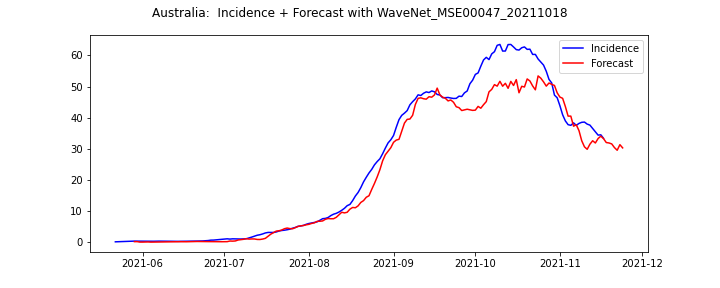 Australia:  Incidence + Forecast with WaveNet_MSE00047_20211018
Incidence
Forecast
60
50
40
30
20
10
0
2021-06 2021-07 2021-08 2021-09 2021-10 2021-11 2021-12